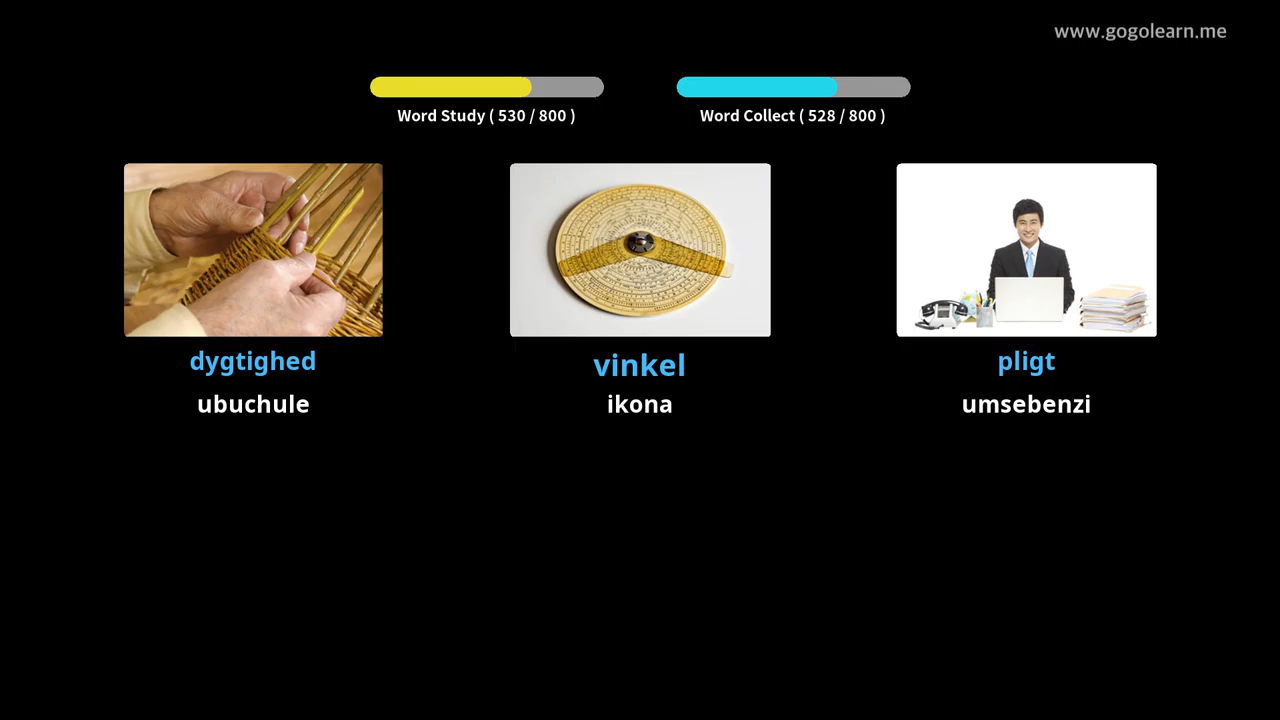 www.gogolearn.me
Word Study ( 530 / 800 )
Word Collect ( 528 / 800 )
dygtighed
vinkel
pligt
ubuchule
ikona
umsebenzi